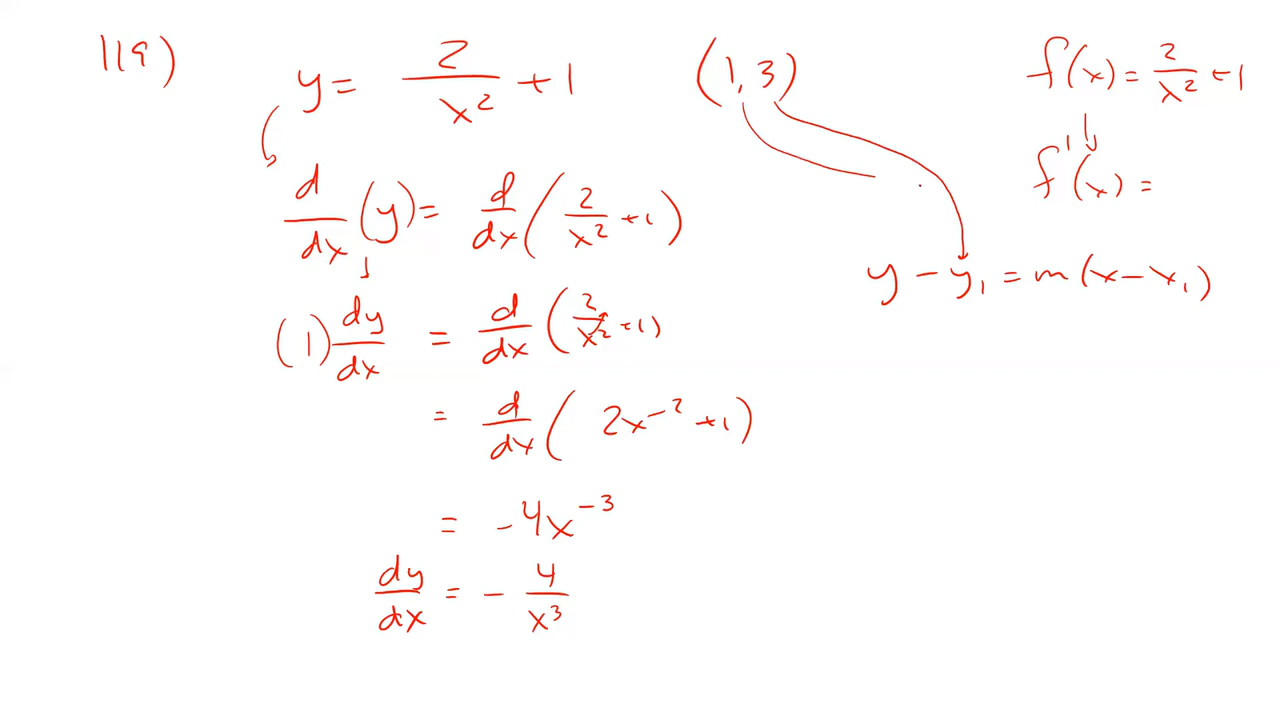 119)
y = 2/x² + 1
(1, 3)
d/dx (y) = d/dx ( 2/x² + 1 )
(1) dy/dx = d/dx ( 2/x² + 1 )
= d/dx ( 2x⁻² + 1 )
= -4x⁻³
dy/dx = - 4/x³
f(x) = 2/x² + 1
f'(x) =
y - y₁ = m(x - x₁)